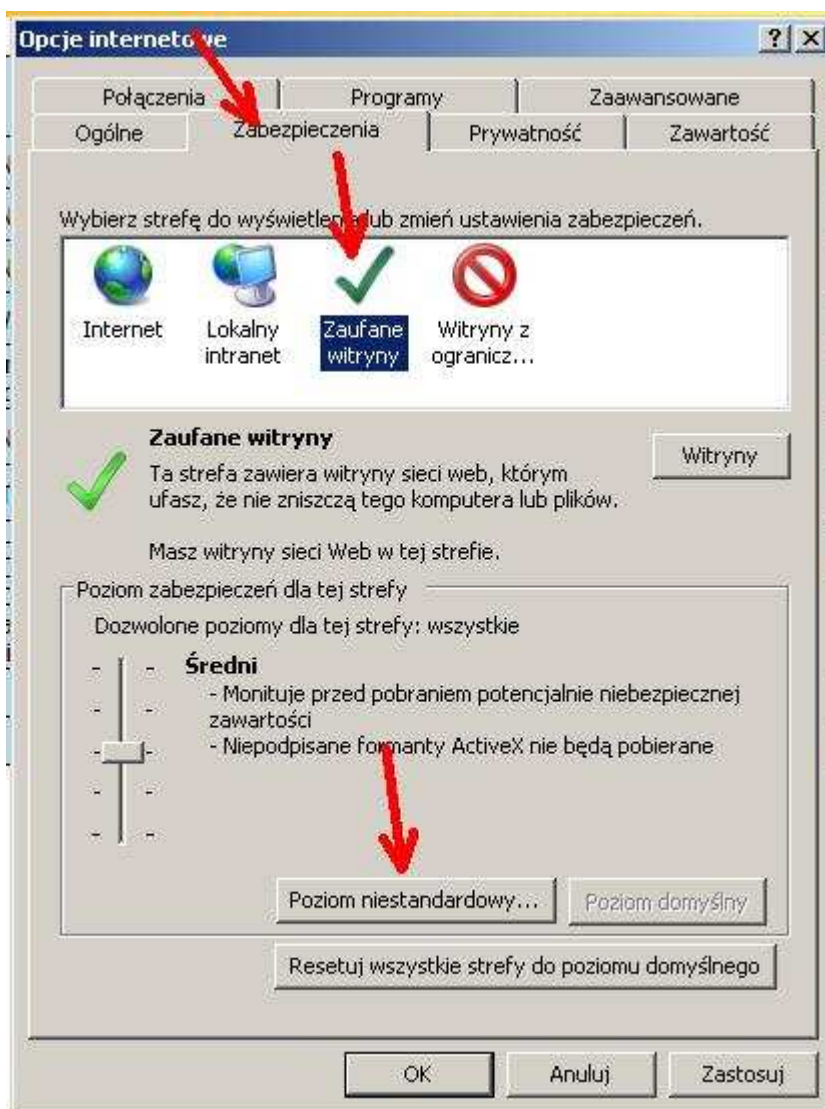 Opcje internetowe
Połączenia Programy Zaawansowane
Ogólne Zabezpieczenia Prywatność Zawartość
Wybierz strefę do wyświetlenia lub zmień ustawienia zabezpieczeń.
Internet Lokalny intranet Zaufane witryny Witryny z ogranicz...
Zaufane witryny
Witryny
Ta strefa zawiera witryny sieci web, którym
ufasz, że nie zniszczą tego komputera lub plików.
Masz witryny sieci Web w tej strefie.
Poziom zabezpieczeń dla tej strefy
Dozwolone poziomy dla tej strefy: wszystkie
Średni
- Monituje przed pobraniem potencjalnie niebezpiecznej
zawartości
- Niepodpisane formanty ActiveX nie będą pobierane
Poziom niestandardowy... Poziom domyślny
Resetuj wszystkie strefy do poziomu domyślnego
OK Anuluj Zastosuj